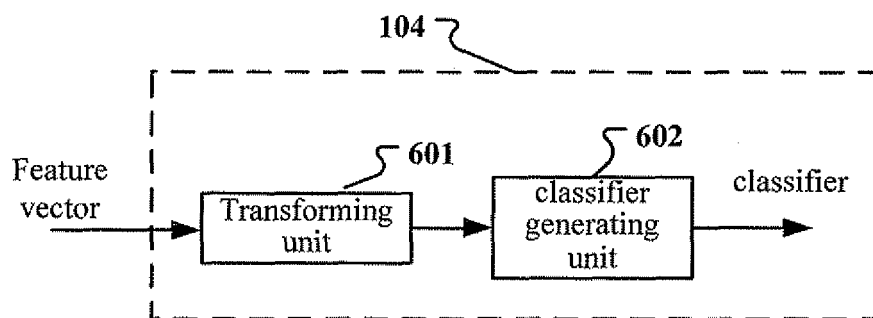 104
601
602
Feature
vector
Transforming
unit
classifier
generating
unit
classifier